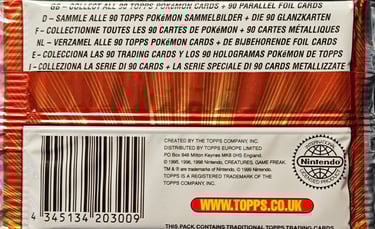 GB – COLLECT ALL 90 TOPPS POKéMON CARDS + 90 PARALLEL FOIL CARDS
D – SAMMLE ALLE 90 TOPPS POKéMON SAMMELBILDER + DIE 90 GLANZKARTEN
F – COLLECTIONNE TOUTES LES 90 CARTES DE POKéMON + 90 CARTES MÉTALLIQUES
NL – VERZAMEL ALLE 90 TOPPS POKéMON CARDS + DE BIJBEHORENDE FOIL CARDS
E – COLECCIONA LAS 90 TRADING CARDS Y LOS 90 HOLOGRAMAS POKéMON DE TOPPS
I – COLLEZIONA LA SERIE DI 90 CARDS + LA SERIE SPECIALE DI 90 CARDS METALLIZZATE
CREATED BY THE TOPPS COMPANY, INC.
DISTRIBUTED BY TOPPS EUROPE LIMITED
PO Box 946 Milton Keynes MK9 0HS England.
© 1995, 1996, 1998 Nintendo, CREATURES, GAME FREAK.
TM & ® are trademarks of Nintendo. © 1999 Nintendo.
TOPPS IS A REGISTERED TRADEMARK OF THE
TOPPS COMPANY, INC.
Nintendo
WWW.TOPPS.CO.UK
4 345134 203009
THIS PACK CONTAINS TRADITIONAL TOPPS TRADING CARDS